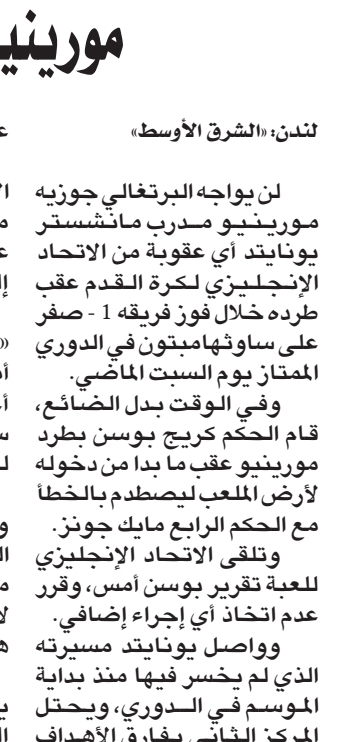 مورينيو
لندن: «الشرق الأوسط»
لن يواجه البرتغالي جوزيه
مورينيو مدرب مانشستر
يونايتد أي عقوبة من الاتحاد
الإنجليزي لكرة القدم عقب
طرده خلال فوز فريقه 1 - صفر
على ساوثهامبتون في الدوري
الممتاز يوم السبت الماضي.
وفي الوقت بدل الضائع،
قام الحكم كريج بوسن بطرد
مورينيو عقب ما بدا من دخوله
لأرض الملعب ليصطدم بالخطأ
مع الحكم الرابع مايك جونز.
وتلقى الاتحاد الإنجليزي
للعبة تقرير بوسن أمس، وقرر
عدم اتخاذ أي إجراء إضافي.
وواصل يونايتد مسيرته
الذي لم يخسر فيها منذ بداية
الموسم في الدوري، ويحتل
المركز الثاني بفارق الأهداف